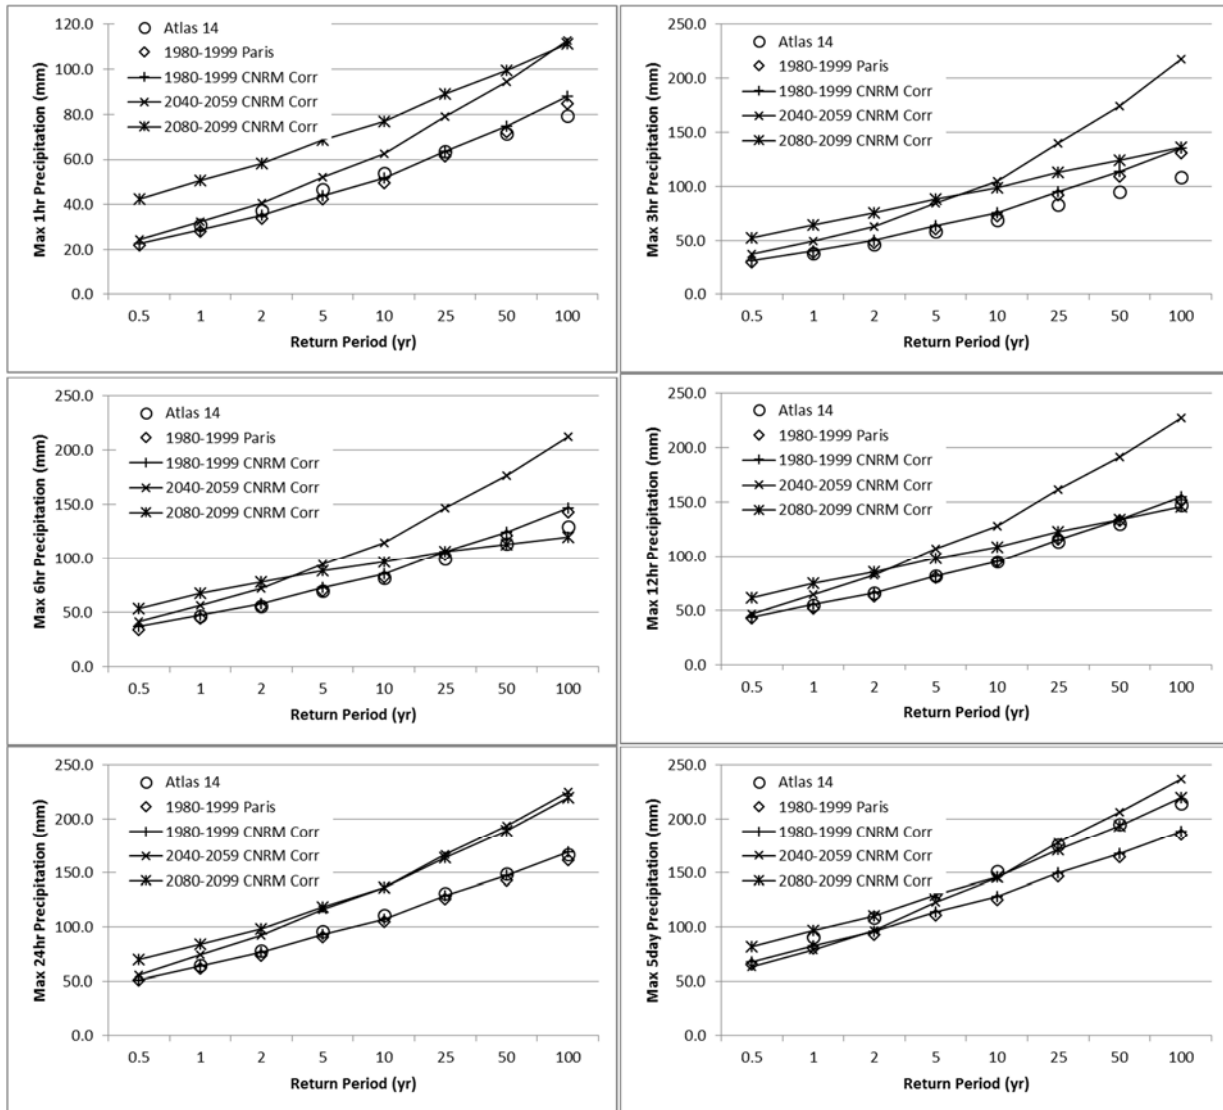 Max 1hr Precipitation (mm)
120.0
100.0
80.0
60.0
40.0
20.0
0.0
Atlas 14
1980-1999 Paris
1980-1999 CNRM Corr
2040-2059 CNRM Corr
2080-2099 CNRM Corr
0.5 1 2 5 10 25 50 100
Return Period (yr)
Max 3hr Precipitation (mm)
250.0
200.0
150.0
100.0
50.0
0.0
Atlas 14
1980-1999 Paris
1980-1999 CNRM Corr
2040-2059 CNRM Corr
2080-2099 CNRM Corr
0.5 1 2 5 10 25 50 100
Return Period (yr)
Max 6hr Precipitation (mm)
250.0
200.0
150.0
100.0
50.0
0.0
Atlas 14
1980-1999 Paris
1980-1999 CNRM Corr
2040-2059 CNRM Corr
2080-2099 CNRM Corr
0.5 1 2 5 10 25 50 100
Return Period (yr)
Max 12hr Precipitation (mm)
250.0
200.0
150.0
100.0
50.0
0.0
Atlas 14
1980-1999 Paris
1980-1999 CNRM Corr
2040-2059 CNRM Corr
2080-2099 CNRM Corr
0.5 1 2 5 10 25 50 100
Return Period (yr)
Max 24hr Precipitation (mm)
250.0
200.0
150.0
100.0
50.0
0.0
Atlas 14
1980-1999 Paris
1980-1999 CNRM Corr
2040-2059 CNRM Corr
2080-2099 CNRM Corr
0.5 1 2 5 10 25 50 100
Return Period (yr)
Max 5day Precipitation (mm)
250.0
200.0
150.0
100.0
50.0
0.0
Atlas 14
1980-1999 Paris
1980-1999 CNRM Corr
2040-2059 CNRM Corr
2080-2099 CNRM Corr
0.5 1 2 5 10 25 50 100
Return Period (yr)